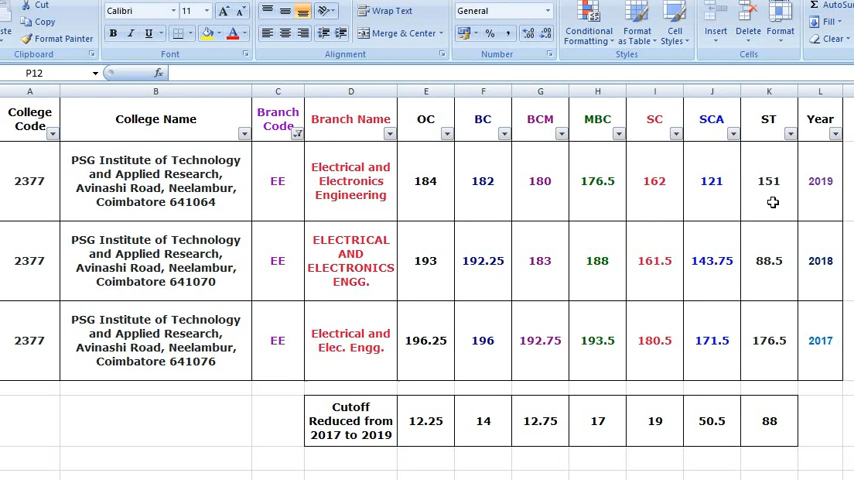 Cut
Copy
Format Painter
Clipboard
Calibri 11 A A
B I U A
Font
Wrap Text
Merge & Center
Alignment
General
% ,
Number
Conditional Formatting
Format as Table
Cell Styles
Styles
Insert Delete Format
Cells
AutoSu
Fill
Clear
P12 fx
A B C D E F G H I J K L
College Code College Name Branch Code Branch Name OC BC BCM MBC SC SCA ST Year
2377
PSG Institute of Technology
and Applied Research,
Avinashi Road, Neelambur,
Coimbatore 641064
EE
Electrical and
Electronics
Engineering
184 182 180 176.5 162 121 151 2019
2377
PSG Institute of Technology
and Applied Research,
Avinashi Road, Neelambur,
Coimbatore 641070
EE
ELECTRICAL
AND
ELECTRONICS
ENGG.
193 192.25 183 188 161.5 143.75 88.5 2018
2377
PSG Institute of Technology
and Applied Research,
Avinashi Road, Neelambur,
Coimbatore 641076
EE
Electrical and
Elec. Engg.
196.25 196 192.75 193.5 180.5 171.5 176.5 2017
Cutoff
Reduced from
2017 to 2019
12.25 14 12.75 17 19 50.5 88